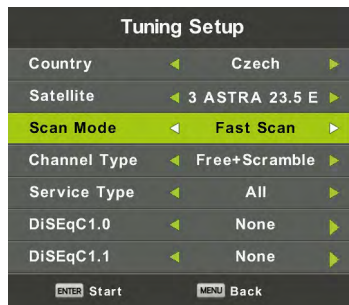 Tuning Setup
Country Czech
Satellite 3 ASTRA 23.5 E
Scan Mode Fast Scan
Channel Type Free+Scramble
Service Type All
DiSEqC1.0 None
DiSEqC1.1 None
ENTER Start MENU Back